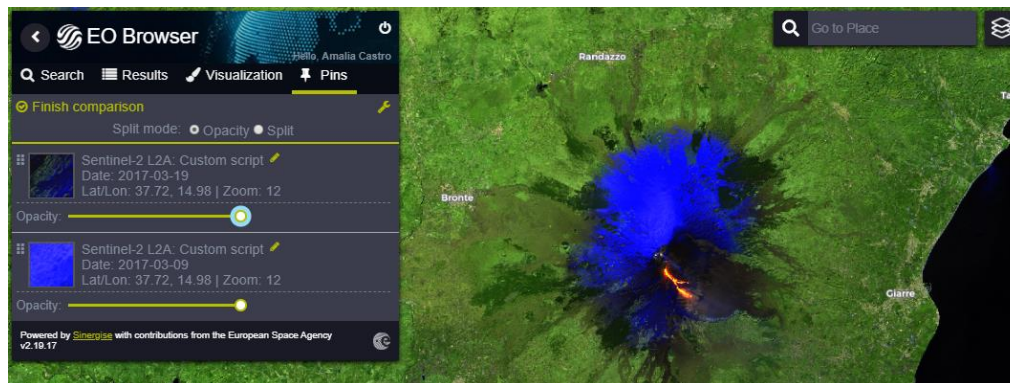 EO Browser
Hello, Amalia Castro
Search Results Visualization Pins
Finish comparison
Split mode: Opacity Split
Sentinel-2 L2A: Custom script
Date: 2017-03-19
Lat/Lon: 37.72, 14.98 | Zoom: 12
Opacity:
Sentinel-2 L2A: Custom script
Date: 2017-03-09
Lat/Lon: 37.72, 14.98 | Zoom: 12
Opacity:
Powered by Sinergise with contributions from the European Space Agency
v2.19.17
Go to Place
Randazzo
Ta
Bronte
Giarre